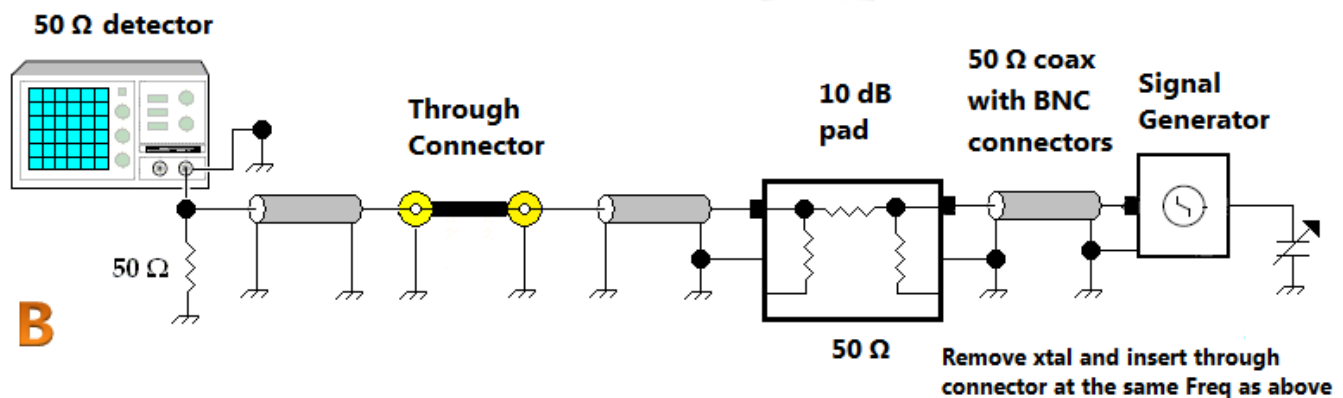 50 Ω detector
Through
Connector
10 dB
pad
50 Ω coax
with BNC
connectors
Signal
Generator
50 Ω
B
50 Ω
Remove xtal and insert through
connector at the same Freq as above